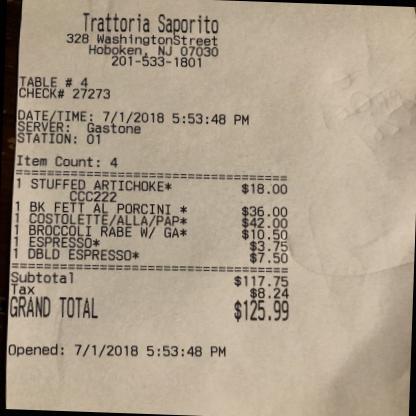 Trattoria Saporito
328 WashingtonStreet
Hoboken, NJ 07030
201-533-1801
TABLE # 4
CHECK# 27273
DATE/TIME: 7/1/2018 5:53:48 PM
SERVER: Gastone
STATION: 01
Item Count: 4
1 STUFFED ARTICHOKE* $18.00
CCC222
1 BK FETT AL PORCINI * $36.00
1 COSTOLETTE/ALLA/PAP* $42.00
1 BROCCOLI RABE W/ GA* $10.50
1 ESPRESSO* $3.75
1 DBLD ESPRESSO* $7.50
Subtotal $117.75
Tax $8.24
GRAND TOTAL $125.99
Opened: 7/1/2018 5:53:48 PM